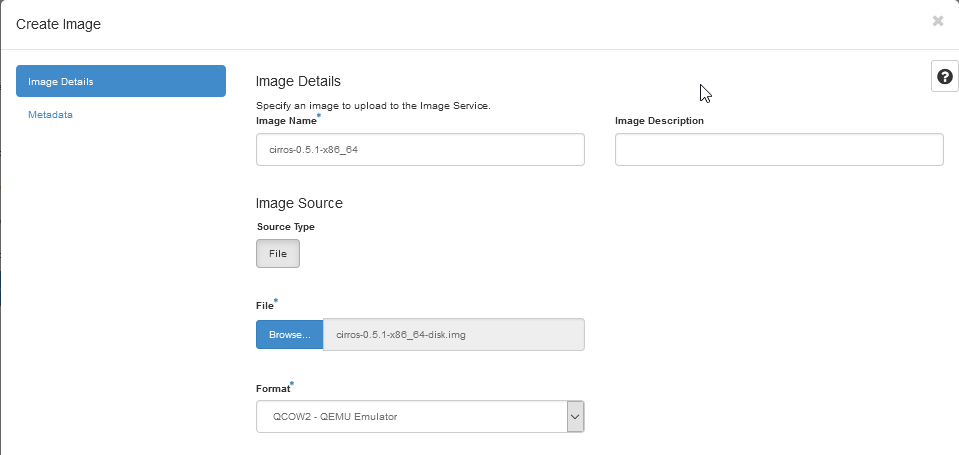 Create Image
×
Image Details
Metadata
Image Details
?
Specify an image to upload to the Image Service.
Image Name*
Image Description
cirros-0.5.1-x86_64
Image Source
Source Type
File
File*
Browse...
cirros-0.5.1-x86_64-disk.img
Format*
QCOW2 - QEMU Emulator